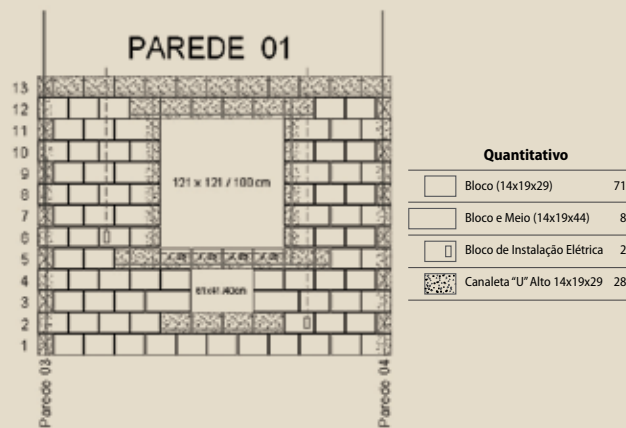 PAREDE 01
13
12
11
10
9
8
7
6
5
4
3
2
1
121 x 121 / 100 cm
61x41 /40cm
Parede 03
Parede 04
Quantitativo
Bloco (14x19x29) 71
Bloco e Meio (14x19x44) 8
Bloco de Instalação Elétrica 2
Canaleta “U” Alto 14x19x29 28